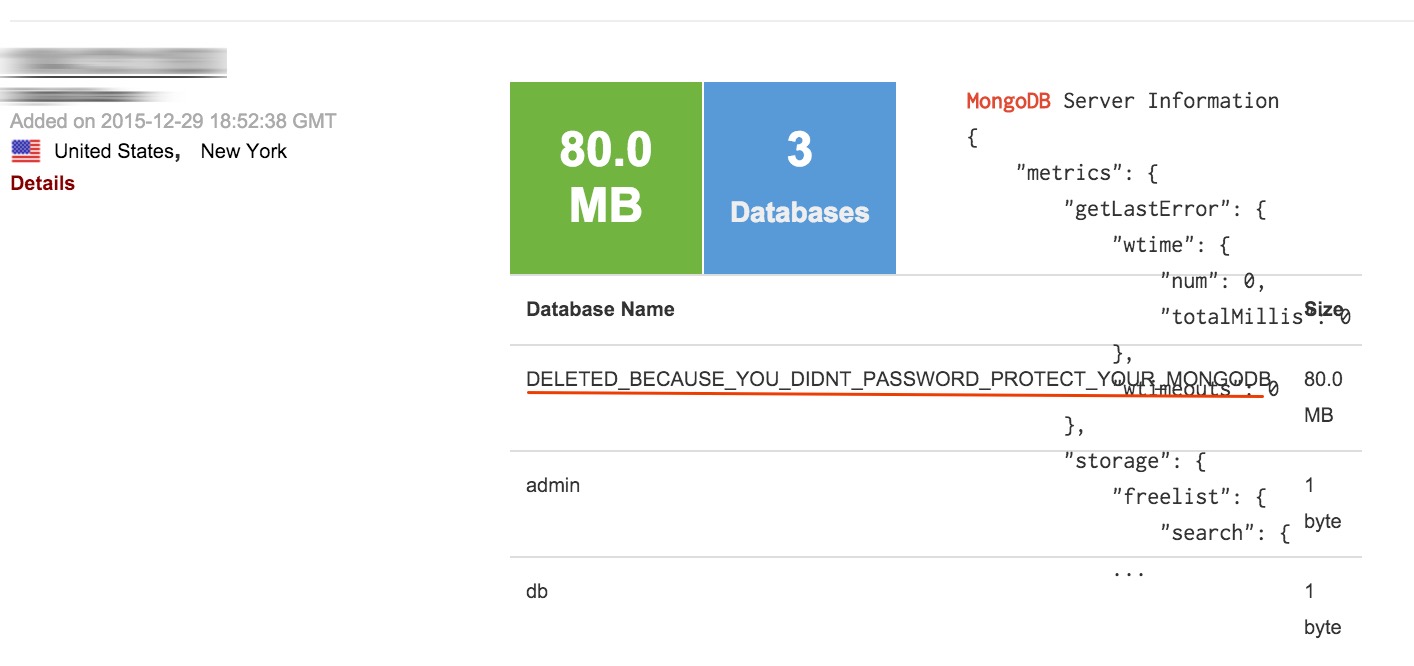 Added on 2015-12-29 18:52:38 GMT
United States, New York
Details
80.0
MB
3
Databases
Database Name
Size
DELETED_BECAUSE_YOU_DIDNT_PASSWORD_PROTECT_YOUR_MONGODB
80.0
MB
admin
1
byte
db
1
byte
MongoDB Server Information
{
"metrics": {
"getLastError": {
"wtime": {
"num": 0,
"totalMillis": 0
},
"wtimeouts": 0
},
"storage": {
"freelist": {
"search": {
...